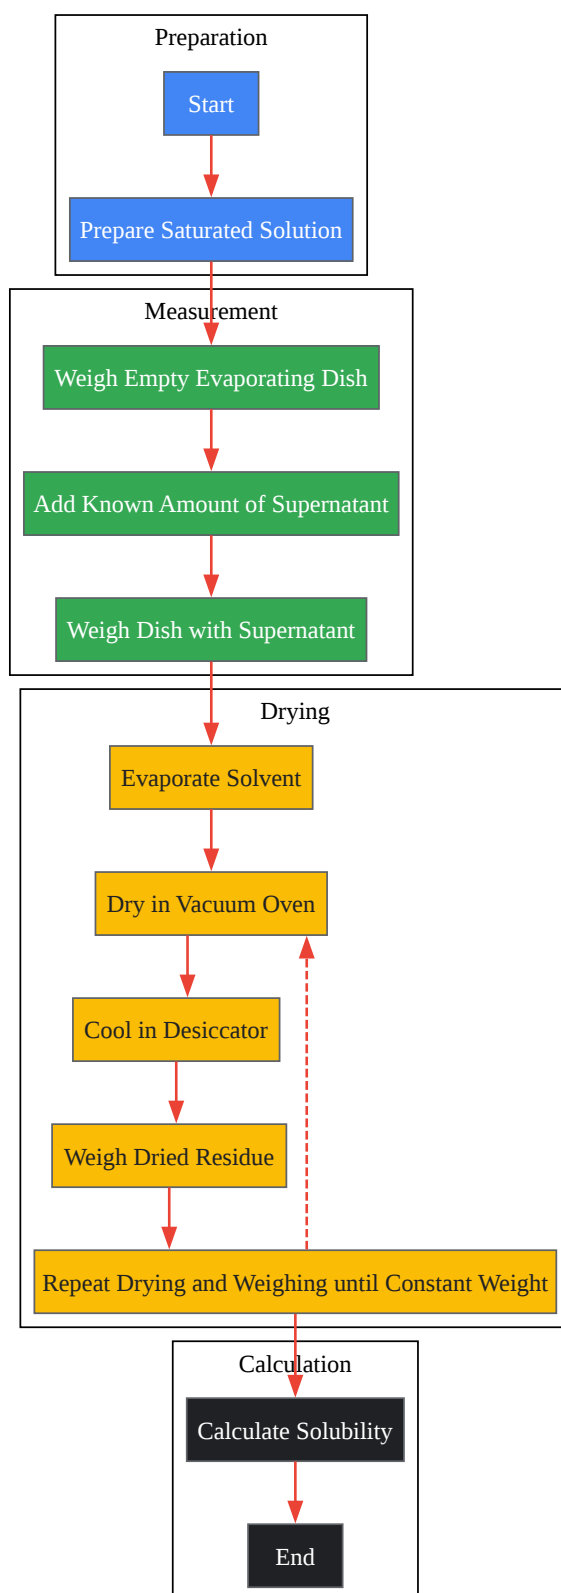 Preparation
Start
Prepare Saturated Solution
Measurement
Weigh Empty Evaporating Dish
Add Known Amount of Supernatant
Weigh Dish with Supernatant
Drying
Evaporate Solvent
Dry in Vacuum Oven
Cool in Desiccator
Weigh Dried Residue
Repeat Drying and Weighing until Constant Weight
Calculation
Calculate Solubility
End